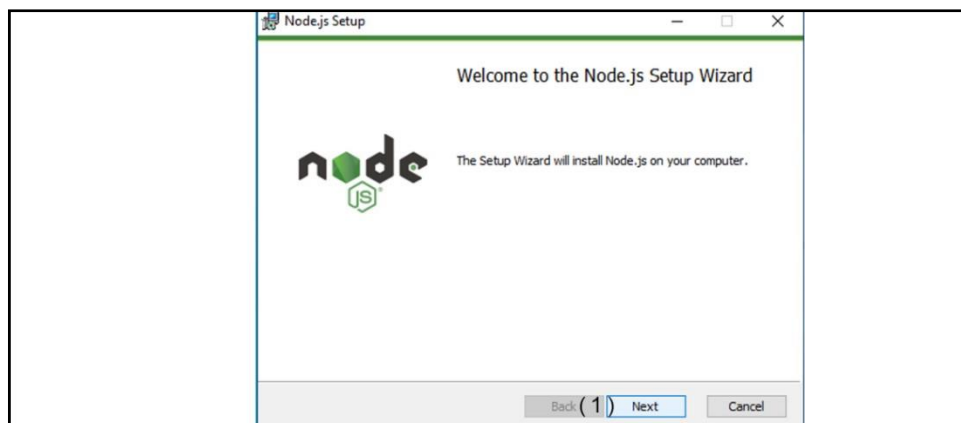 Node.js Setup
Welcome to the Node.js Setup Wizard
node
JS
The Setup Wizard will install Node.js on your computer.
Back (1) Next Cancel